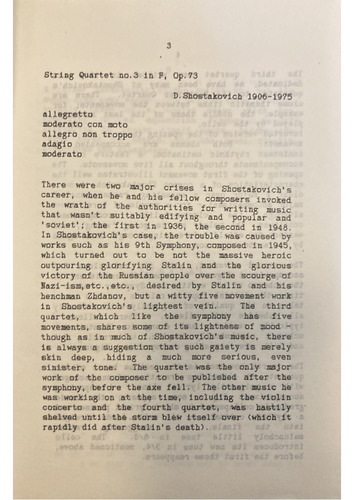 3
String Quartet no.3 in F, Op.73
D.Shostakovich 1906-1975
allegretto
moderato con moto
allegro non troppo
adagio
moderato
There were two major crises in Shostakovich's
career, when he and his fellow composers invoked
the wrath of the authorities for writing music
that wasn't suitably edifying and popular and
'soviet'; the first in 1936, the second in 1948.
In Shostakovich's case, the trouble was caused by
works such as his 9th Symphony, composed in 1945,
which turned out to be not the massive heroic
outpouring glorifying Stalin and the glorious
victory of the Russian people over the scourge of
Nazi-ism,etc.,etc., desired by Stalin and his
henchman Zhdanov, but a witty five movement work
in Shostakovich's lightest vein. The third
quartet, which like the symphony has five
movements, shares some of its lightness of mood -
though as in much of Shostakovich's music, there
is always a suggestion that such gaiety is merely
skin deep, hiding a much more serious, even
sinister, tone. The quartet was the only major
work of the composer to be published after the
symphony, before the axe fell. The other music he
was working on at the time, including the violin
concerto and the fourth quartet, was hastily
shelved until the storm blew itself over (which it
rapidly did after Stalin's death).